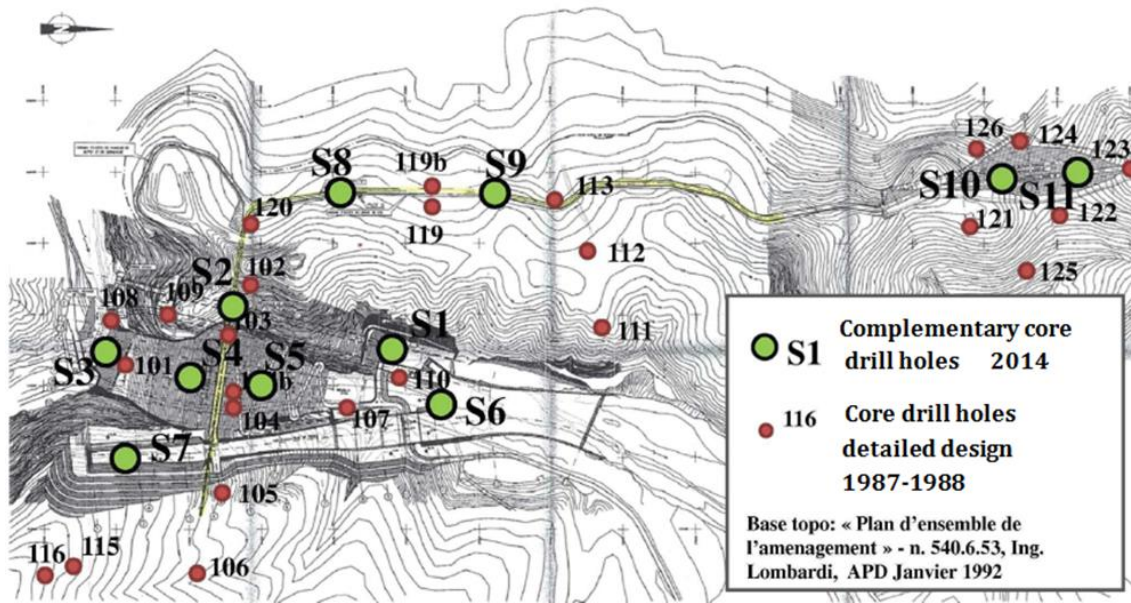 N
126
124
123
S8
119b
S9
113
S10
S11
120
119
121
122
112
102
125
S2
108
109
103
S1
111
S3
101
S4
S5
110
b
104
107
S6
S7
105
116
115
106
S1
Complementary core
drill holes 2014
116
Core drill holes
detailed design
1987-1988
Base topo: « Plan d’ensemble de
l’amenagement » - n. 540.6.53, Ing.
Lombardi, APD Janvier 1992